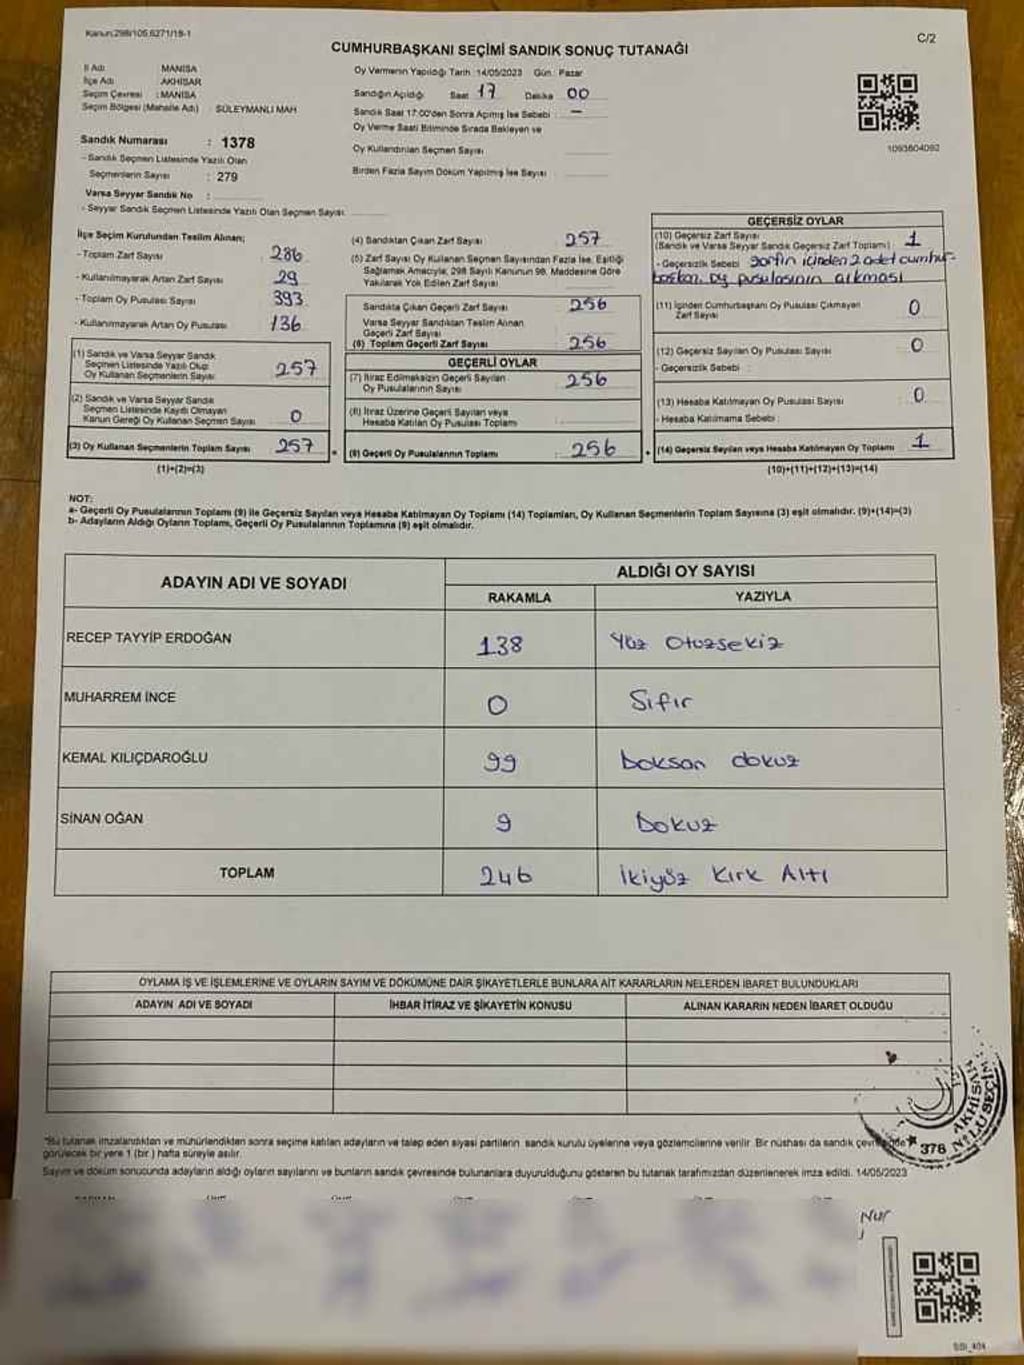 Kanun:298/105,6271/18-1
C/2
CUMHURBAŞKANI SEÇİMİ SANDIK SONUÇ TUTANAĞI
İl Adı MANİSA
İlçe Adı AKHİSAR
Seçim Çevresi : MANİSA
Seçim Bölgesi (Mahalle Adı) SÜLEYMANLI MAH
Sandık Numarası : 1378
- Sandık Seçmen Listesinde Yazılı Olan
Seçmenlerin Sayısı : 279
Varsa Seyyar Sandık No :
- Seyyar Sandık Seçmen Listesinde Yazılı Olan Seçmen Sayısı
Oy Vermenin Yapıldığı Tarih :14/05/2023 Gün : Pazar
Sandığın Açıldığı Saat 17 Dakika 00
Sandık Saat 17:00'den Sonra Açımış İse Sebebi : —
Oy Verme Saati Bitiminde Sırada Bekleyen ve
Oy Kullandırılan Seçmen Sayısı
Birden Fazla Sayım Döküm Yapılmış İse Sayısı
1093604092
İlçe Seçim Kurulundan Teslim Alınan;
- Toplam Zarf Sayısı 286
- Kullanılmayarak Artan Zarf Sayısı 29
- Toplam Oy Pusulası Sayısı 393
- Kullanılmayarak Artan Oy Pusulası 136
(1) Sandık ve Varsa Seyyar Sandık
Seçmen Listesinde Yazılı Olup
Oy Kullanan Seçmenlerin Sayısı 257
(2) Sandık ve Varsa Seyyar Sandık
Seçmen Listesinde Kaydı Olmayan
Kanun Gereği Oy Kullanan Seçmen Sayısı 0
(3) Oy Kullanan Seçmenlerin Toplam Sayısı 257
(1)+(2)=(3)
(4) Sandıktan Çıkan Zarf Sayısı 257
(5) Zarf Sayısı Oy Kullanan Seçmen Sayısından Fazla İse, Eşitliği
Sağlamak Amacıyla; 298 Sayılı Kanunun 98. Maddesine Göre
Yakılarak Yok Edilen Zarf Sayısı
Sandıkta Çıkan Geçerli Zarf Sayısı 256
Varsa Seyyar Sandıktan Teslim Alınan
Geçerli Zarf Sayısı
(6) Toplam Geçerli Zarf Sayısı 256
GEÇERLİ OYLAR
(7) İtiraz Edilmeksizin Geçerli Sayılan
Oy Pusulalarının Sayısı 256
(8) İtiraz Üzerine Geçerli Sayılan veya
Hesaba Katılan Oy Pusulası Toplamı
(9) Geçerli Oy Pusulalarının Toplamı : 256
GEÇERSİZ OYLAR
(10) Geçersiz Zarf Sayısı
(Sandık ve Varsa Seyyar Sandık Geçersiz Zarf Toplamı) 1
- Geçersizlik Sebebi zarfın içinden 2 adet cumhur-
başkan oy pusulasının çıkması
(11) İçinden Cumhurbaşkanı Oy Pusulası Çıkmayan
Zarf Sayısı 0
(12) Geçersiz Sayılan Oy Pusulası Sayısı 0
- Geçersizlik Sebebi :
(13) Hesaba Katılmayan Oy Pusulası Sayısı 0
- Hesaba Katılmama Sebebi :
(14) Geçersiz Sayılan veya Hesaba Katılmayan Oy Toplamı 1
(10)+(11)+(12)+(13)=(14)
NOT:
a- Geçerli Oy Pusulalarının Toplamı (9) ile Geçersiz Sayılan veya Hesaba Katılmayan Oy Toplamı (14) Toplamları, Oy Kullanan Seçmenlerin Toplam Sayısına (3) eşit olmalıdır. (9)+(14)=(3)
b- Adayların Aldığı Oyların Toplamı, Geçerli Oy Pusulalarının Toplamına (9) eşit olmalıdır.
ADAYIN ADI VE SOYADI ALDIĞI OY SAYISI
RAKAMLA YAZIYLA
RECEP TAYYİP ERDOĞAN 138 Yüz Otuzsekiz
MUHARREM İNCE 0 Sıfır
KEMAL KILIÇDAROĞLU 99 Doksan dokuz
SİNAN OĞAN 9 Dokuz
TOPLAM 246 İkiyüz Kırk Altı
OYLAMA İŞ VE İŞLEMLERİNE VE OYLARIN SAYIM VE DÖKÜMÜNE DAİR ŞİKAYETLERLE BUNLARA AİT KARARLARIN NELERDEN İBARET BULUNDUKLARI
ADAYIN ADI VE SOYADI İHBAR İTİRAZ VE ŞİKAYETİN KONUSU ALINAN KARARIN NEDEN İBARET OLDUĞU
AKHİSAR
378
"Bu tutanak imzalandıktan ve mühürlendikten sonra seçime katılan adayların ve talep eden siyasi partilerin sandık kurulu üyelerine veya gözlemcilerine verilir. Bir nüshası da sandık
görülecek bir yere 1 (bir) hafta süreyle asılır.
Sayım ve döküm sonucunda adayların aldığı oyların sayılarını ve bunların sandık çevresinde bulunanlara duyurulduğunu gösteren bu tutanak tarafımızdan düzenlenerek imza edildi. 14/05/2023
Nur